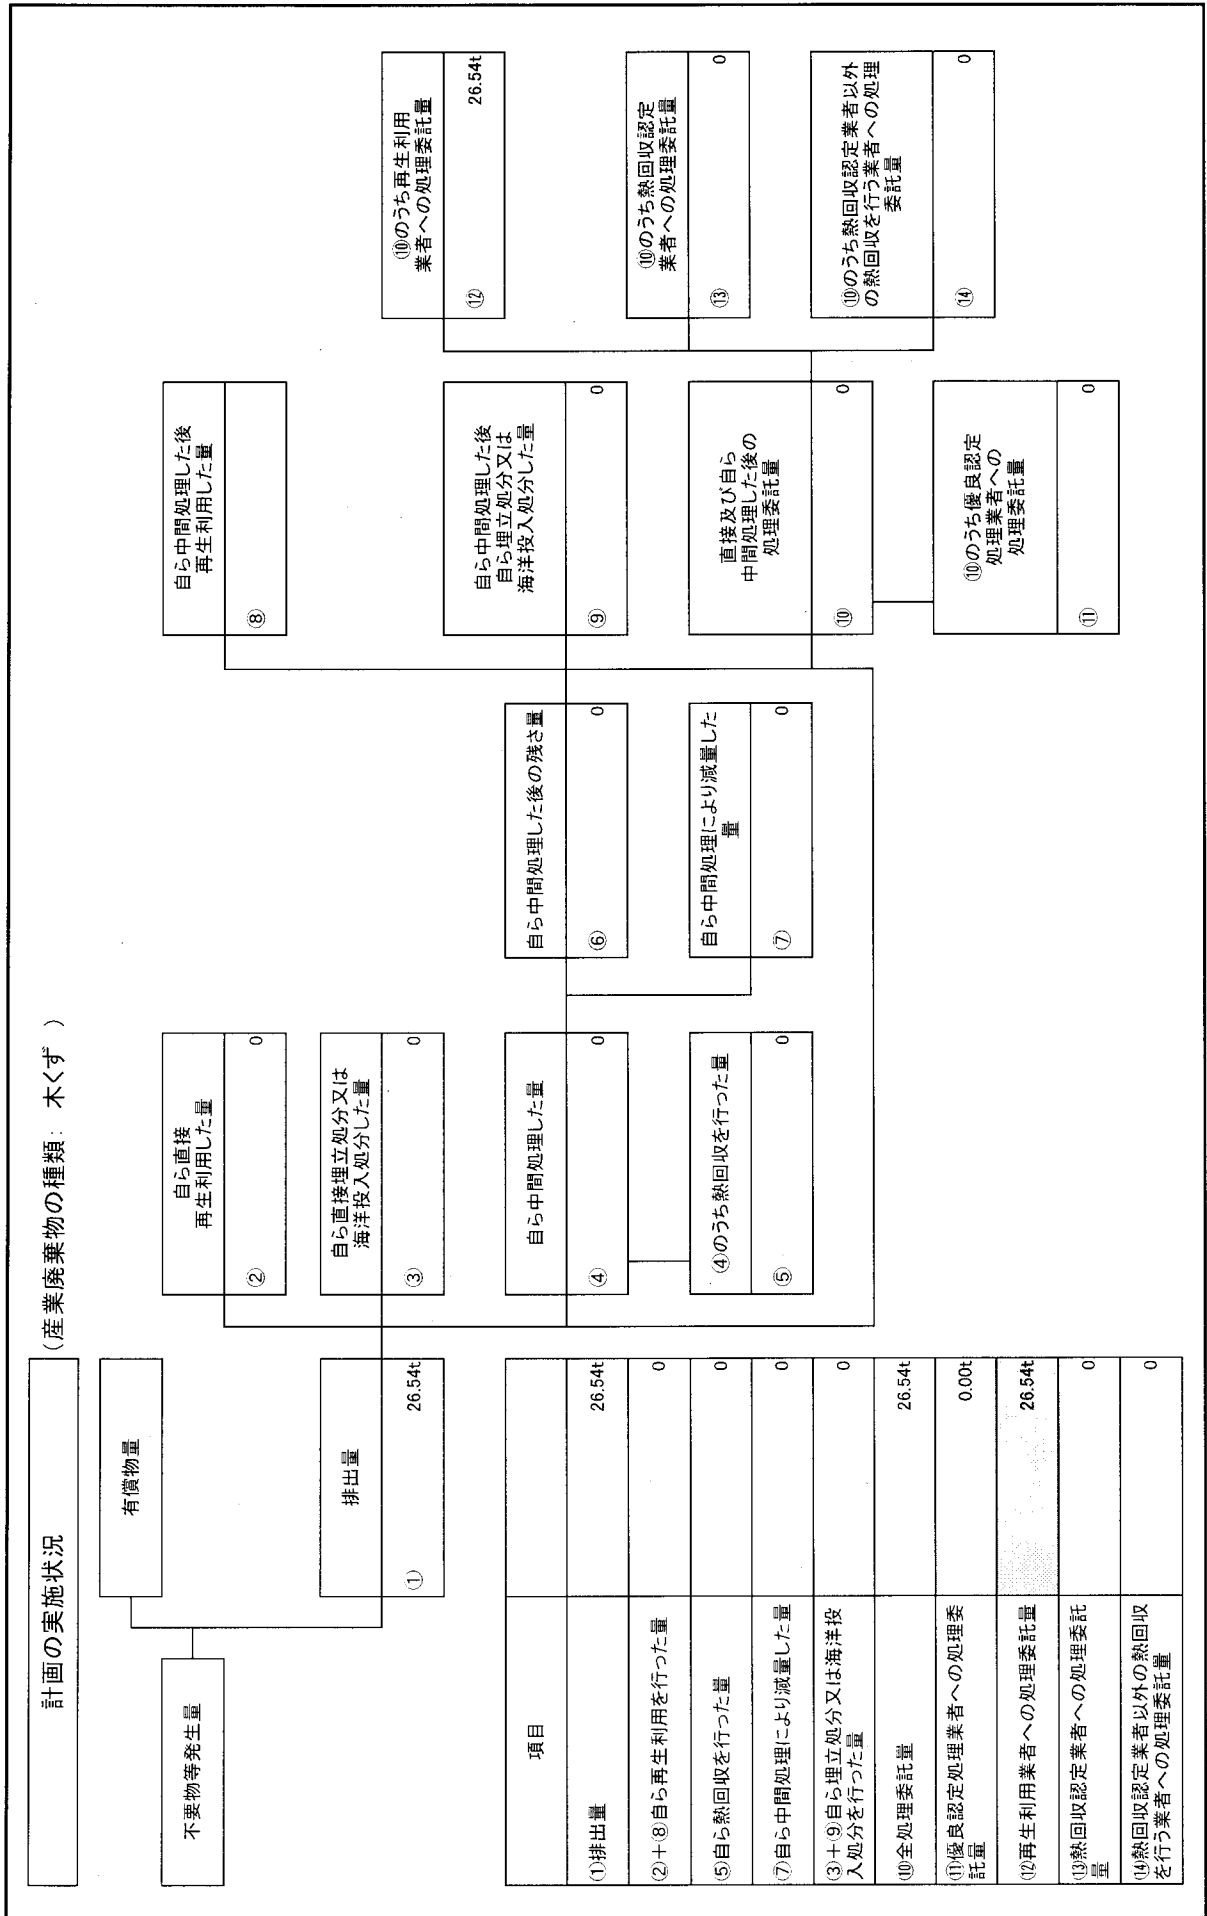 計画の実施状況
(産業廃棄物の種類: 木くず )
不要物等発生量
有償物量
排出量
① 26.54t
自ら直接
再生利用した量
② 0
自ら直接埋立処分又は
海洋投入処分した量
③ 0
自ら中間処理した量
④ 0
④のうち熱回収を行った量
⑤ 0
自ら中間処理した後の残さ量
⑥ 0
自ら中間処理により減量した
量
⑦ 0
自ら中間処理した後
再生利用した量
⑧
自ら中間処理した後
自ら埋立処分又は
海洋投入処分した量
⑨ 0
直接及び自ら
中間処理した後の
処理委託量
⑩ 0
⑩のうち優良認定
処理業者への
処理委託量
⑪ 0
⑩のうち再生利用
業者への処理委託量
⑫ 26.54t
⑩のうち熱回収認定
業者への処理委託量
⑬ 0
⑩のうち熱回収認定業者以外
の熱回収を行う業者への処理
委託量
⑭ 0
項目
①排出量 26.54t
②+⑧自ら再生利用を行った量 0
⑤自ら熱回収を行った量 0
⑦自ら中間処理により減量した量 0
③+⑨自ら埋立処分又は海洋投
入処分を行った量 0
⑩全処理委託量 26.54t
⑪優良認定処理業者への処理委
託量 0.00t
⑫再生利用業者への処理委託量 26.54t
⑬熱回収認定業者への処理委託
量 0
⑭熱回収認定業者以外の熱回収
を行う業者への処理委託量 0